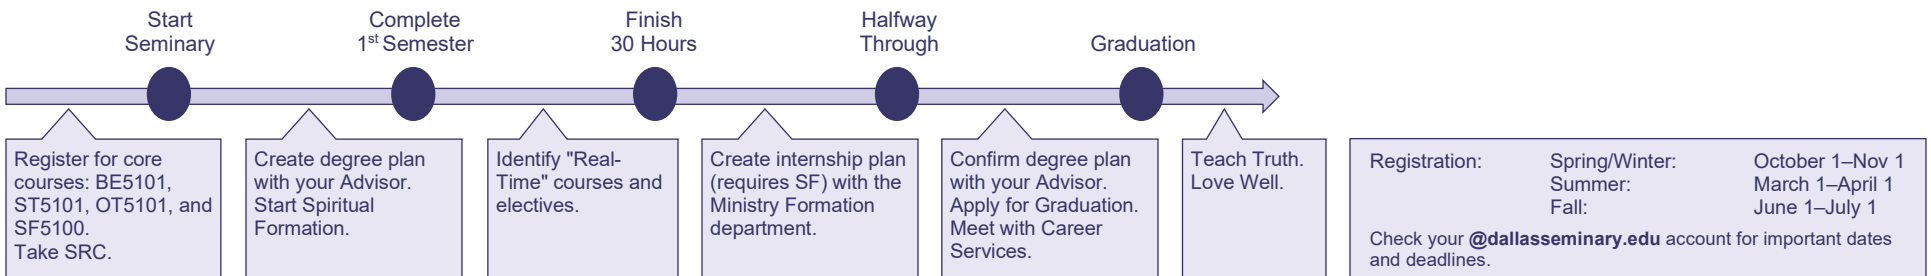 Start
Seminary
Complete
1st Semester
Finish
30 Hours
Halfway
Through
Graduation
Register for core
courses: BE5101,
ST5101, OT5101, and
SF5100.
Take SRC.
Create degree plan
with your Advisor.
Start Spiritual
Formation.
Identify "Real-
Time" courses and
electives.
Create internship plan
(requires SF) with the
Ministry Formation
department.
Confirm degree plan
with your Advisor.
Apply for Graduation.
Meet with Career
Services.
Teach Truth.
Love Well.
Registration: Spring/Winter: October 1–Nov 1
Summer: March 1–April 1
Fall: June 1–July 1
Check your @dallasseminary.edu account for important dates
and deadlines.